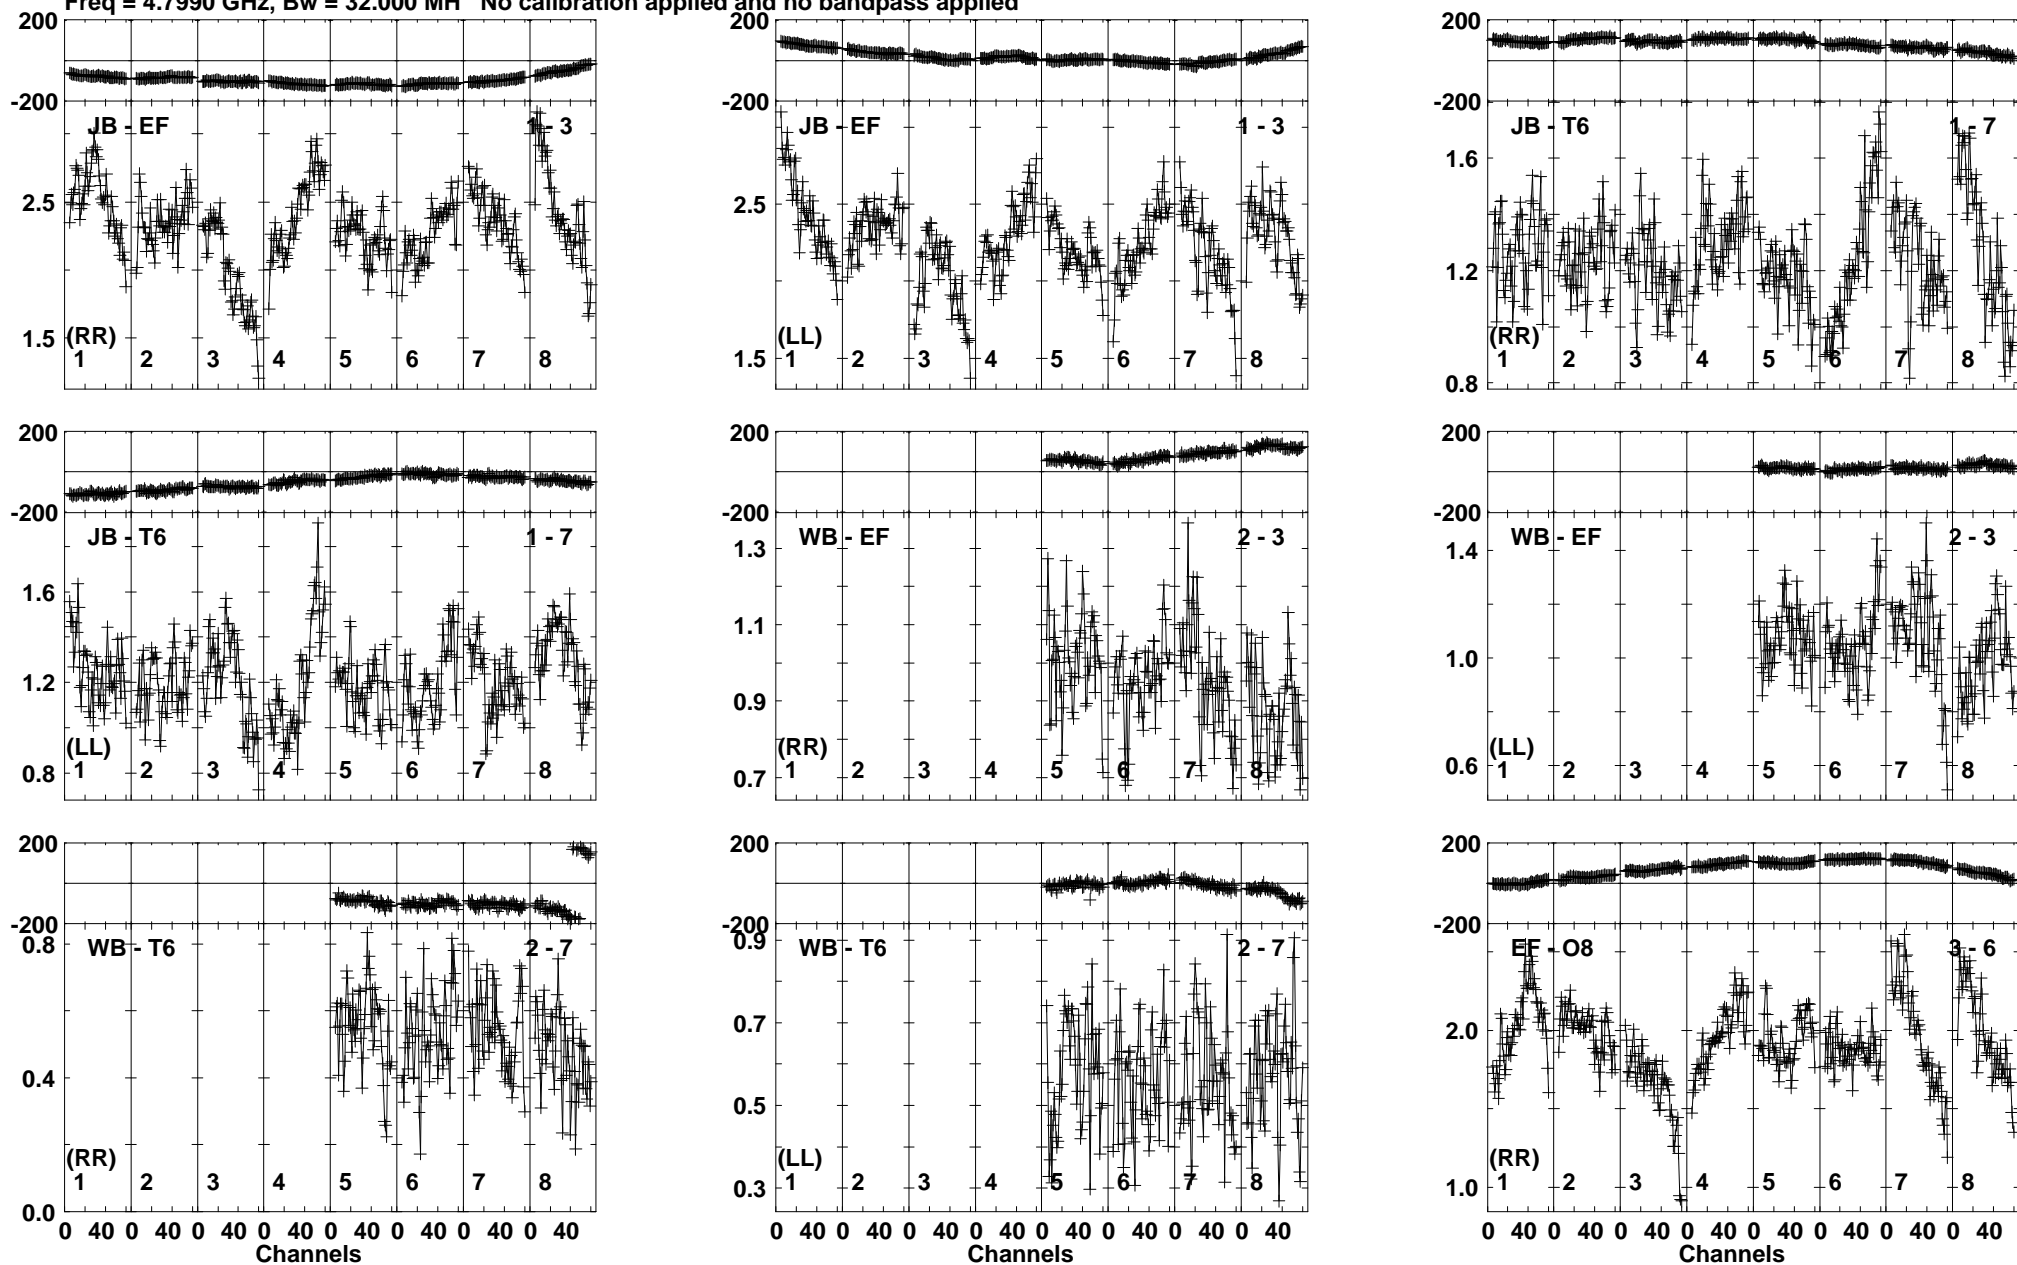 Freq = 4.7990 GHz, Bw = 32.000 MH No calibration applied and no bandpass applied
200
-200
JB - EF
1 - 3
2.5
1.5
(RR)
1 2 3 4 5 6 7 8
200
-200
JB - EF
1 - 3
2.5
1.5
(LL)
1 2 3 4 5 6 7 8
200
-200
JB - T6
1 - 7
1.6
1.2
0.8
(RR)
1 2 3 4 5 6 7 8
200
-200
JB - T6
1 - 7
1.6
1.2
0.8
(LL)
1 2 3 4 5 6 7 8
200
-200
WB - EF
2 - 3
1.3
1.1
0.9
0.7
(RR)
1 2 3 4 5 6 7 8
200
-200
WB - EF
2 - 3
1.4
1.0
0.6
(LL)
1 2 3 4 5 6 7 8
200
-200
WB - T6
2 - 7
0.8
0.4
0.0
(RR)
1 2 3 4 5 6 7 8
0 40 0 40 0 40 0 40 0 40 0 40 0 40 0 40
Channels
200
-200
WB - T6
2 - 7
0.9
0.7
0.5
0.3
(LL)
1 2 3 4 5 6 7 8
0 40 0 40 0 40 0 40 0 40 0 40 0 40 0 40
Channels
200
-200
EF - O8
3 - 6
2.0
1.0
(RR)
1 2 3 4 5 6 7 8
0 40 0 40 0 40 0 40 0 40 0 40 0 40 0 40
Channels